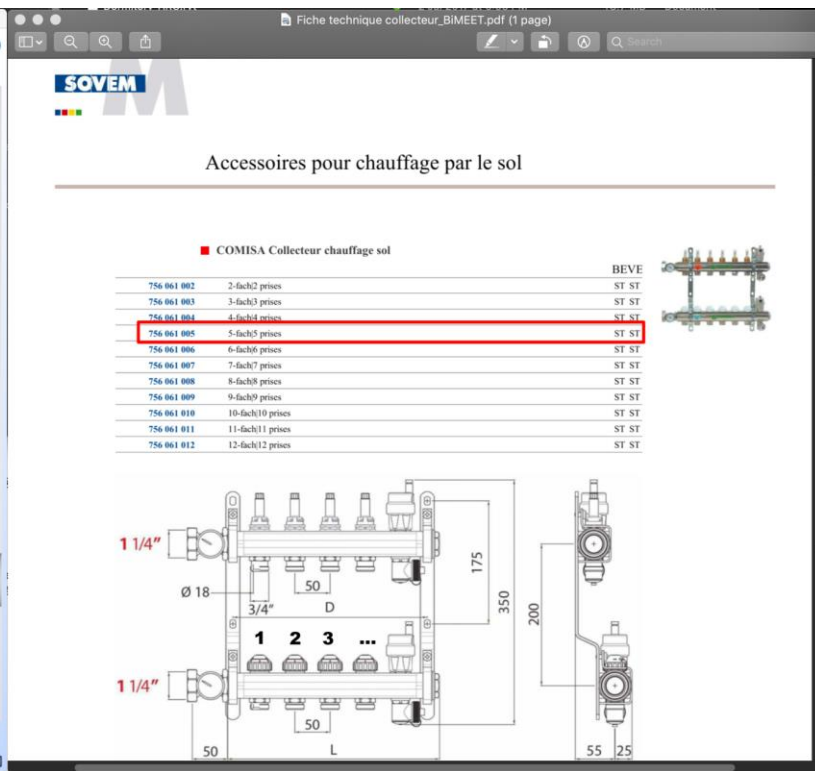 Fiche technique collecteur_BiMEET.pdf (1 page)
Search
SOVEM
Accessoires pour chauffage par le sol
COMISA Collecteur chauffage sol
BEVE
756 061 002 2-fach|2 prises ST ST
756 061 003 3-fach|3 prises ST ST
756 061 004 4-fach|4 prises ST ST
756 061 005 5-fach|5 prises ST ST
756 061 006 6-fach|6 prises ST ST
756 061 007 7-fach|7 prises ST ST
756 061 008 8-fach|8 prises ST ST
756 061 009 9-fach|9 prises ST ST
756 061 010 10-fach|10 prises ST ST
756 061 011 11-fach|11 prises ST ST
756 061 012 12-fach|12 prises ST ST
1 1/4"
175
Ø 18
50
3/4"
D
350
200
1 2 3 ...
1 1/4"
50
50
L
55
25